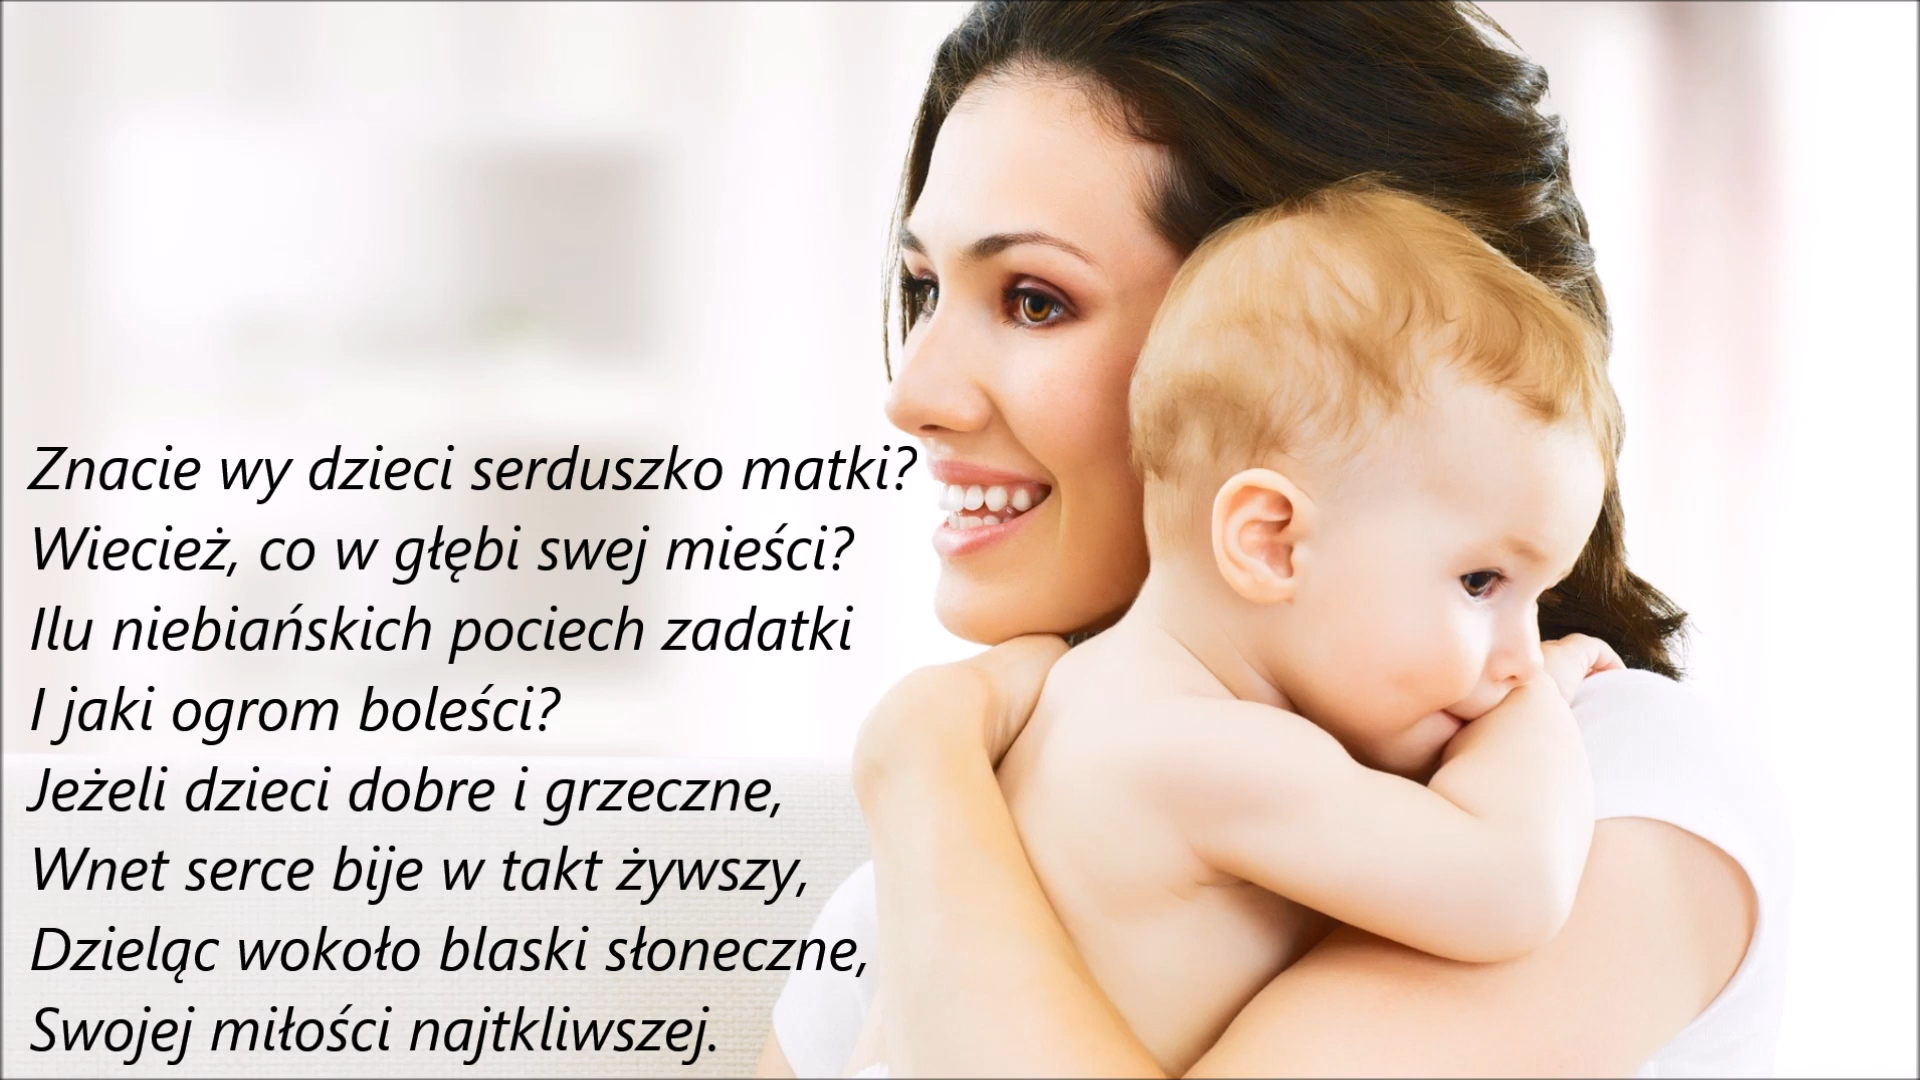 Znacie wy dzieci serduszko matki?
Wiecież, co w głębi swej mieści?
Ilu niebiańskich pociech zadatki
I jaki ogrom boleści?
Jeżeli dzieci dobre i grzeczne,
Wnet serce bije w takt żywszy,
Dzieląc wokoło blaski słoneczne,
Swojej miłości najtkliwszej.